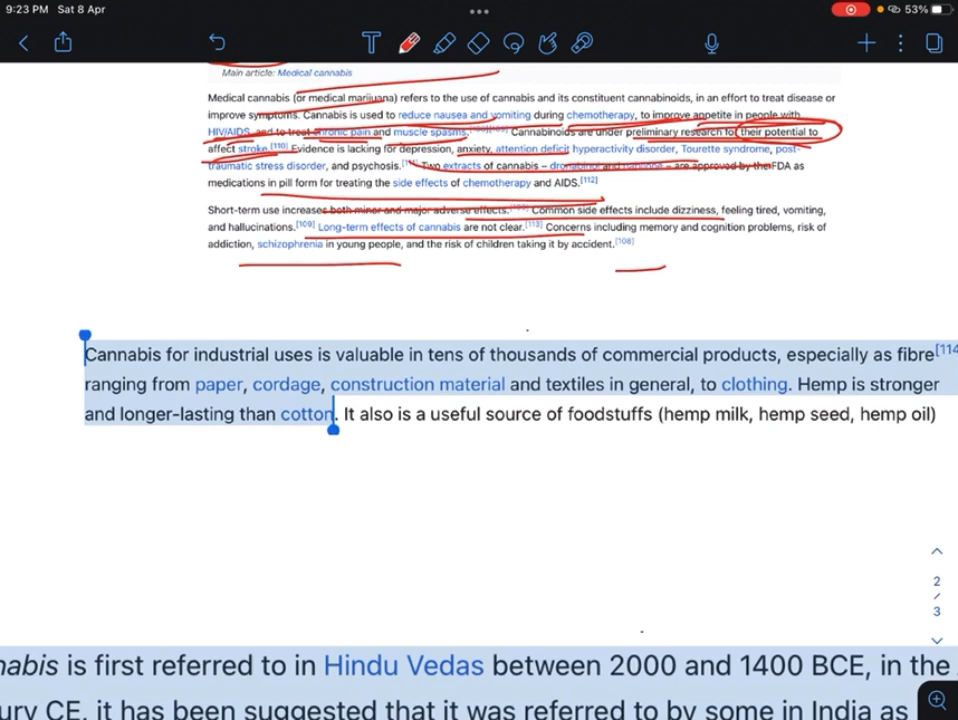 9:23 PM Sat 8 Apr
53%
Main article: Medical cannabis
Medical cannabis (or medical marijuana) refers to the use of cannabis and its constituent cannabinoids, in an effort to treat disease or
improve symptoms. Cannabis is used to reduce nausea and vomiting during chemotherapy, to improve appetite in people with
HIV/AIDS, and to treat chronic pain and muscle spasms. Cannabinoids are under preliminary research for their potential to
affect stroke.[110] Evidence is lacking for depression, anxiety, attention deficit hyperactivity disorder, Tourette syndrome, post-
traumatic stress disorder, and psychosis. Two extracts of cannabis – dronabinol and nabilone – are approved by the FDA as
medications in pill form for treating the side effects of chemotherapy and AIDS.[112]
Short-term use increases both minor and major adverse effects. Common side effects include dizziness, feeling tired, vomiting,
and hallucinations.[109] Long-term effects of cannabis are not clear.[113] Concerns including memory and cognition problems, risk of
addiction, schizophrenia in young people, and the risk of children taking it by accident.[108]
Cannabis for industrial uses is valuable in tens of thousands of commercial products, especially as fibre[114
ranging from paper, cordage, construction material and textiles in general, to clothing. Hemp is stronger
and longer-lasting than cotton. It also is a useful source of foodstuffs (hemp milk, hemp seed, hemp oil)
2
/
3
nabis is first referred to in Hindu Vedas between 2000 and 1400 BCE, in the
ury CE, it has been suggested that it was referred to by some in India as